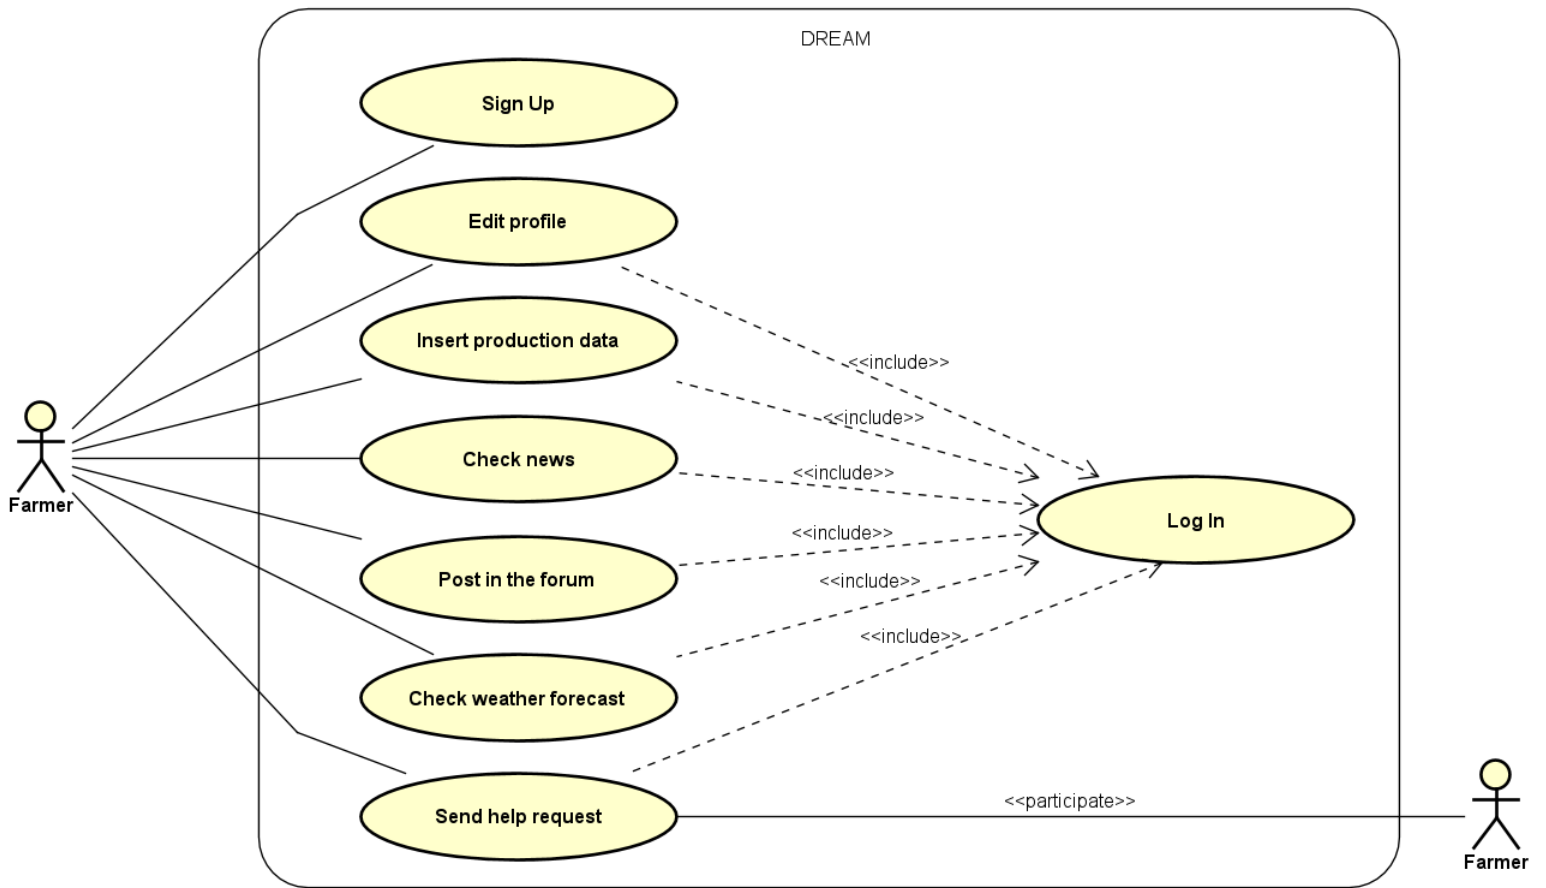 DREAM
Sign Up
Edit profile
Insert production data
<<include>>
<<include>>
Check news
<<include>>
Farmer
Log In
<<include>>
Post in the forum
<<include>>
<<include>>
Check weather forecast
<<participate>>
Send help request
Farmer